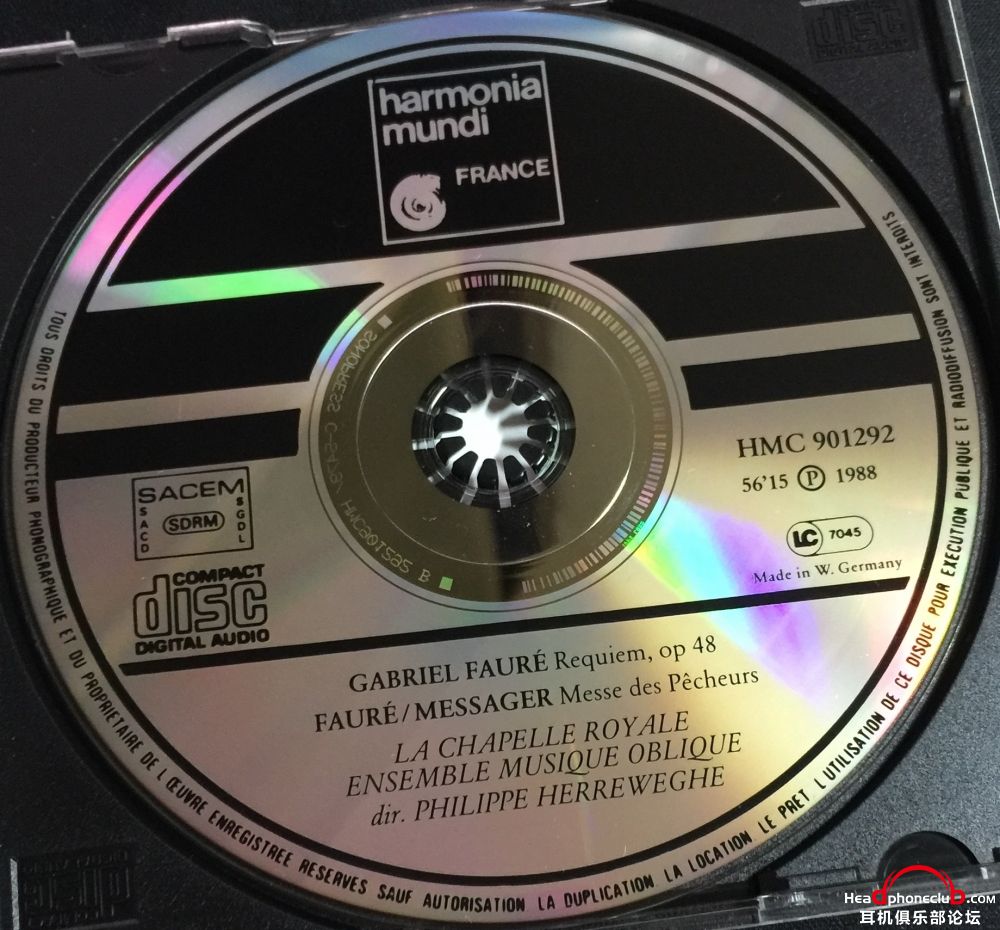 harmonia
mundi
FRANCE
SACEM
SACD
SDRM
SGDL
COMPACT
disc
DIGITAL AUDIO
HMC 901292
56'15 Ⓟ 1988
LC 7045
Made in W. Germany
GABRIEL FAURÉ Requiem, op 48
FAURÉ/MESSAGER Messe des Pêcheurs
LA CHAPELLE ROYALE
ENSEMBLE MUSIQUE OBLIQUE
dir. PHILIPPE HERREWEGHE
TOUS DROITS DU PRODUCTEUR PHONOGRAPHIQUE ET DU PROPRIETAIRE DE L'ŒUVRE ENREGISTREE RESERVES SAUF AUTORISATION LA DUPLICATION LA LOCATION LE PRET L'UTILISATION DE CE DISQUE POUR EXECUTION PUBLIQUE ET RADIODIFFUSION SONT INTERDITS
SONOPRESS
disc
Headphoneclub.com
耳机俱乐部论坛